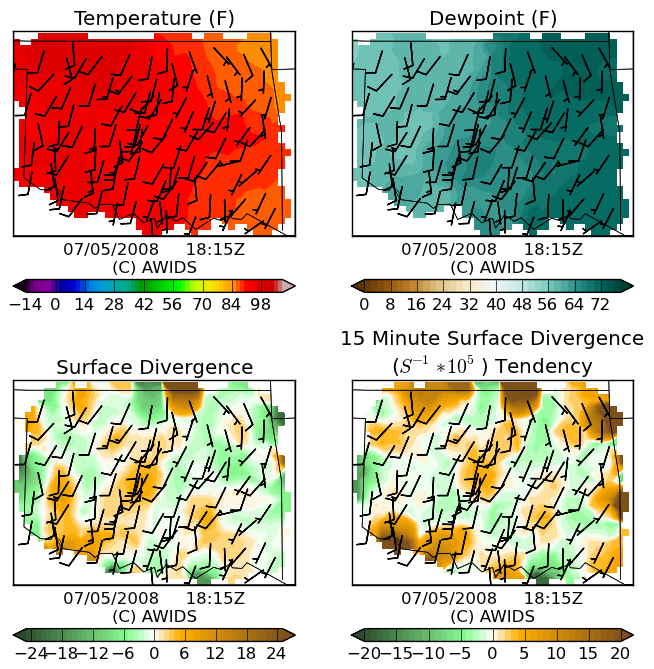 Temperature (F)
Dewpoint (F)
07/05/2008 18:15Z
(C) AWIDS
07/05/2008 18:15Z
(C) AWIDS
−14 0 14 28 42 56 70 84 98
0 8 16 24 32 40 48 56 64 72
Surface Divergence
15 Minute Surface Divergence
(S⁻¹ *10⁵ ) Tendency
07/05/2008 18:15Z
(C) AWIDS
07/05/2008 18:15Z
(C) AWIDS
−24−18−12 −6 0 6 12 18 24
−20−15−10 −5 0 5 10 15 20